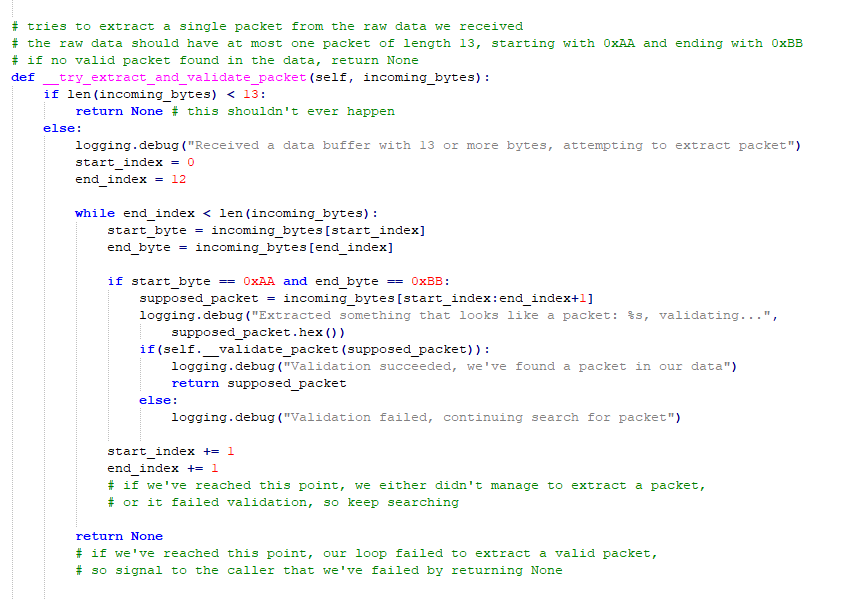 # tries to extract a single packet from the raw data we received
# the raw data should have at most one packet of length 13, starting with 0xAA and ending with 0xBB
# if no valid packet found in the data, return None
def __try_extract_and_validate_packet(self, incoming_bytes):
    if len(incoming_bytes) < 13:
        return None # this shouldn't ever happen
    else:
        logging.debug("Received a data buffer with 13 or more bytes, attempting to extract packet")
        start_index = 0
        end_index = 12

        while end_index < len(incoming_bytes):
            start_byte = incoming_bytes[start_index]
            end_byte = incoming_bytes[end_index]

            if start_byte == 0xAA and end_byte == 0xBB:
                supposed_packet = incoming_bytes[start_index:end_index+1]
                logging.debug("Extracted something that looks like a packet: %s, validating...",
                    supposed_packet.hex())
                if(self.__validate_packet(supposed_packet)):
                    logging.debug("Validation succeeded, we've found a packet in our data")
                    return supposed_packet
                else:
                    logging.debug("Validation failed, continuing search for packet")

            start_index += 1
            end_index += 1
            # if we've reached this point, we either didn't manage to extract a packet,
            # or it failed validation, so keep searching

        return None
        # if we've reached this point, our loop failed to extract a valid packet,
        # so signal to the caller that we've failed by returning None